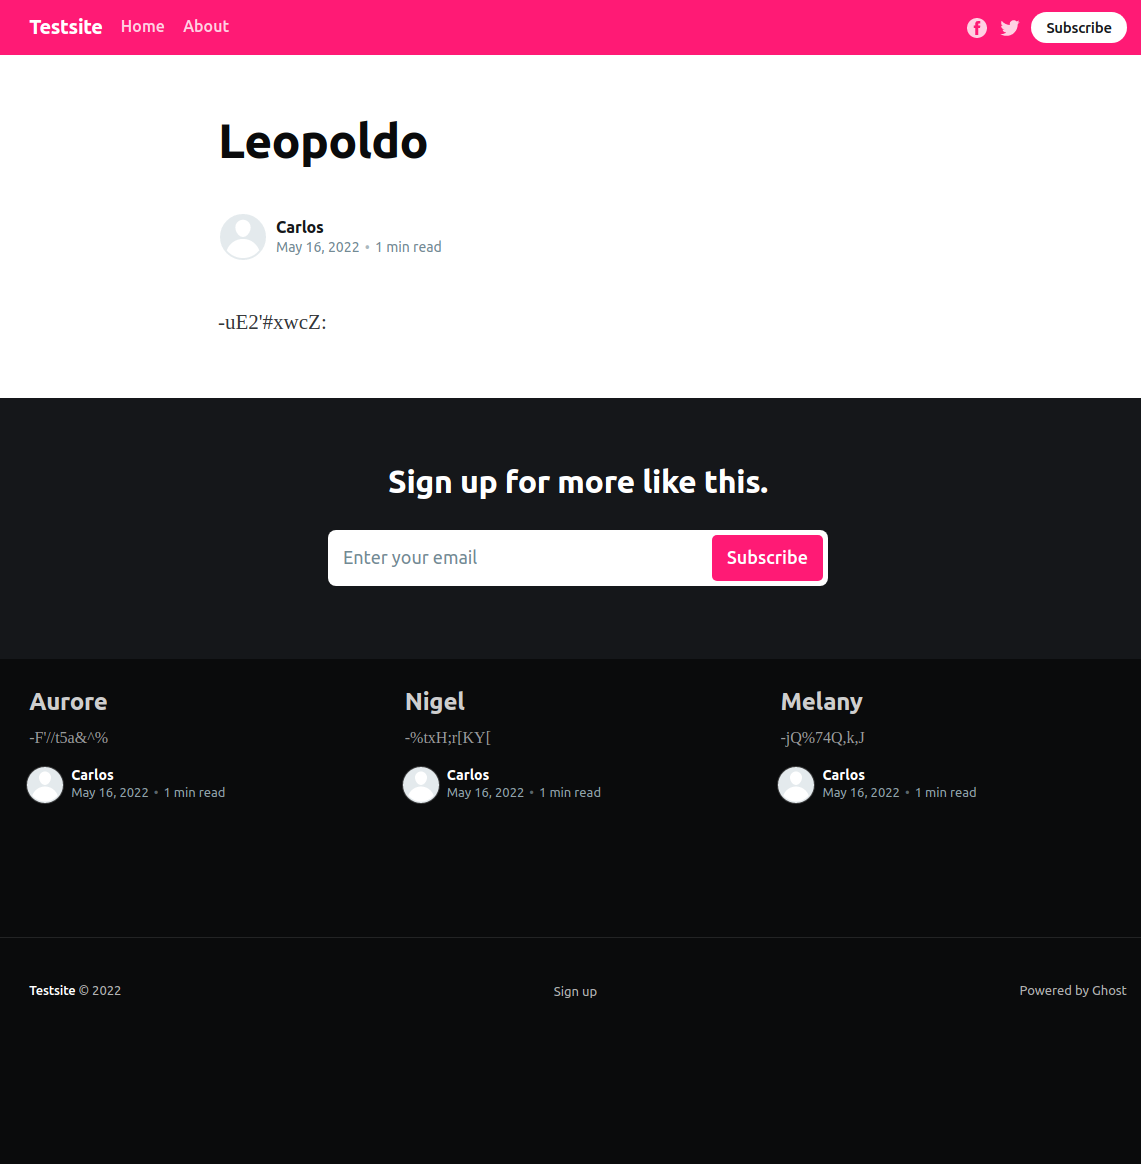 Testsite Home About Subscribe
Leopoldo
Carlos
May 16, 2022 • 1 min read
-uE2'#xwcZ:
Sign up for more like this.
Enter your email Subscribe
Aurore
-F'//t5a&^%
Carlos
May 16, 2022 • 1 min read
Nigel
-%txH;r[KY[
Carlos
May 16, 2022 • 1 min read
Melany
-jQ%74Q,k,J
Carlos
May 16, 2022 • 1 min read
Testsite © 2022
Sign up
Powered by Ghost